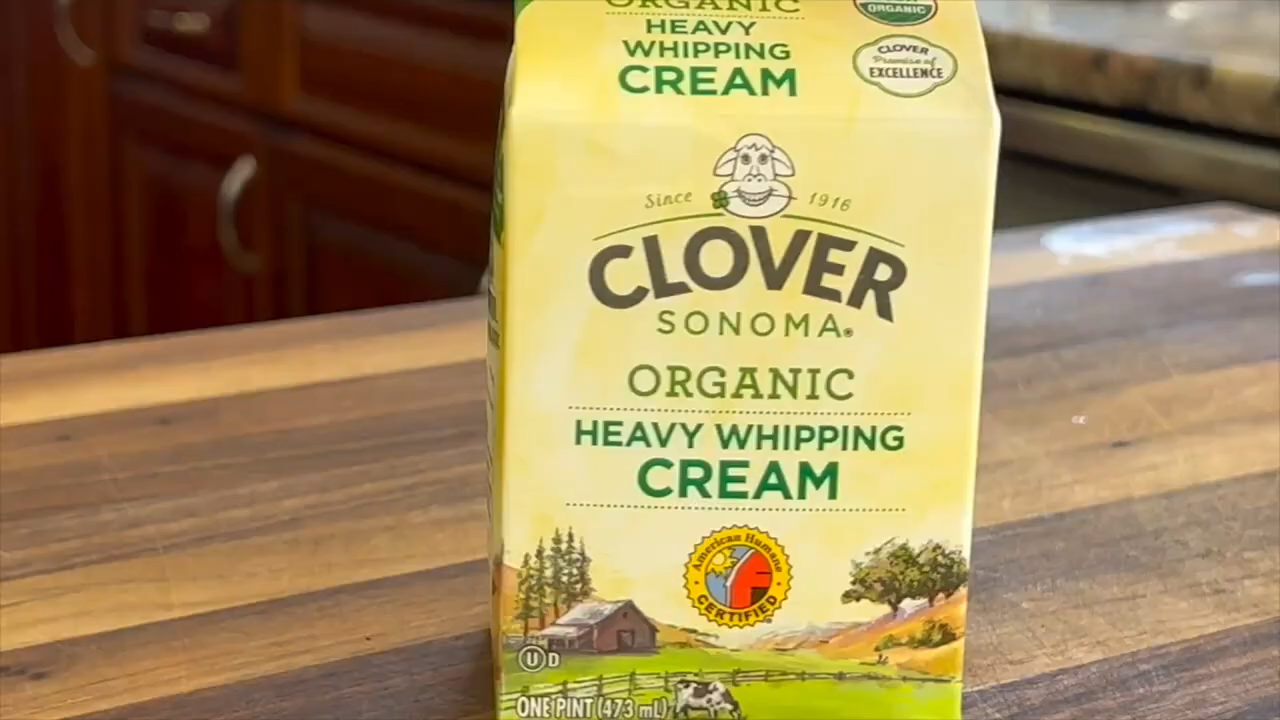 ORGANIC
HEAVY
WHIPPING
CREAM
ORGANIC
CLOVER
Promise of
EXCELLENCE
Since 1916
CLOVER
SONOMA®
ORGANIC
HEAVY WHIPPING
CREAM
American Humane
CERTIFIED
U D
ONE PINT (473 mL)